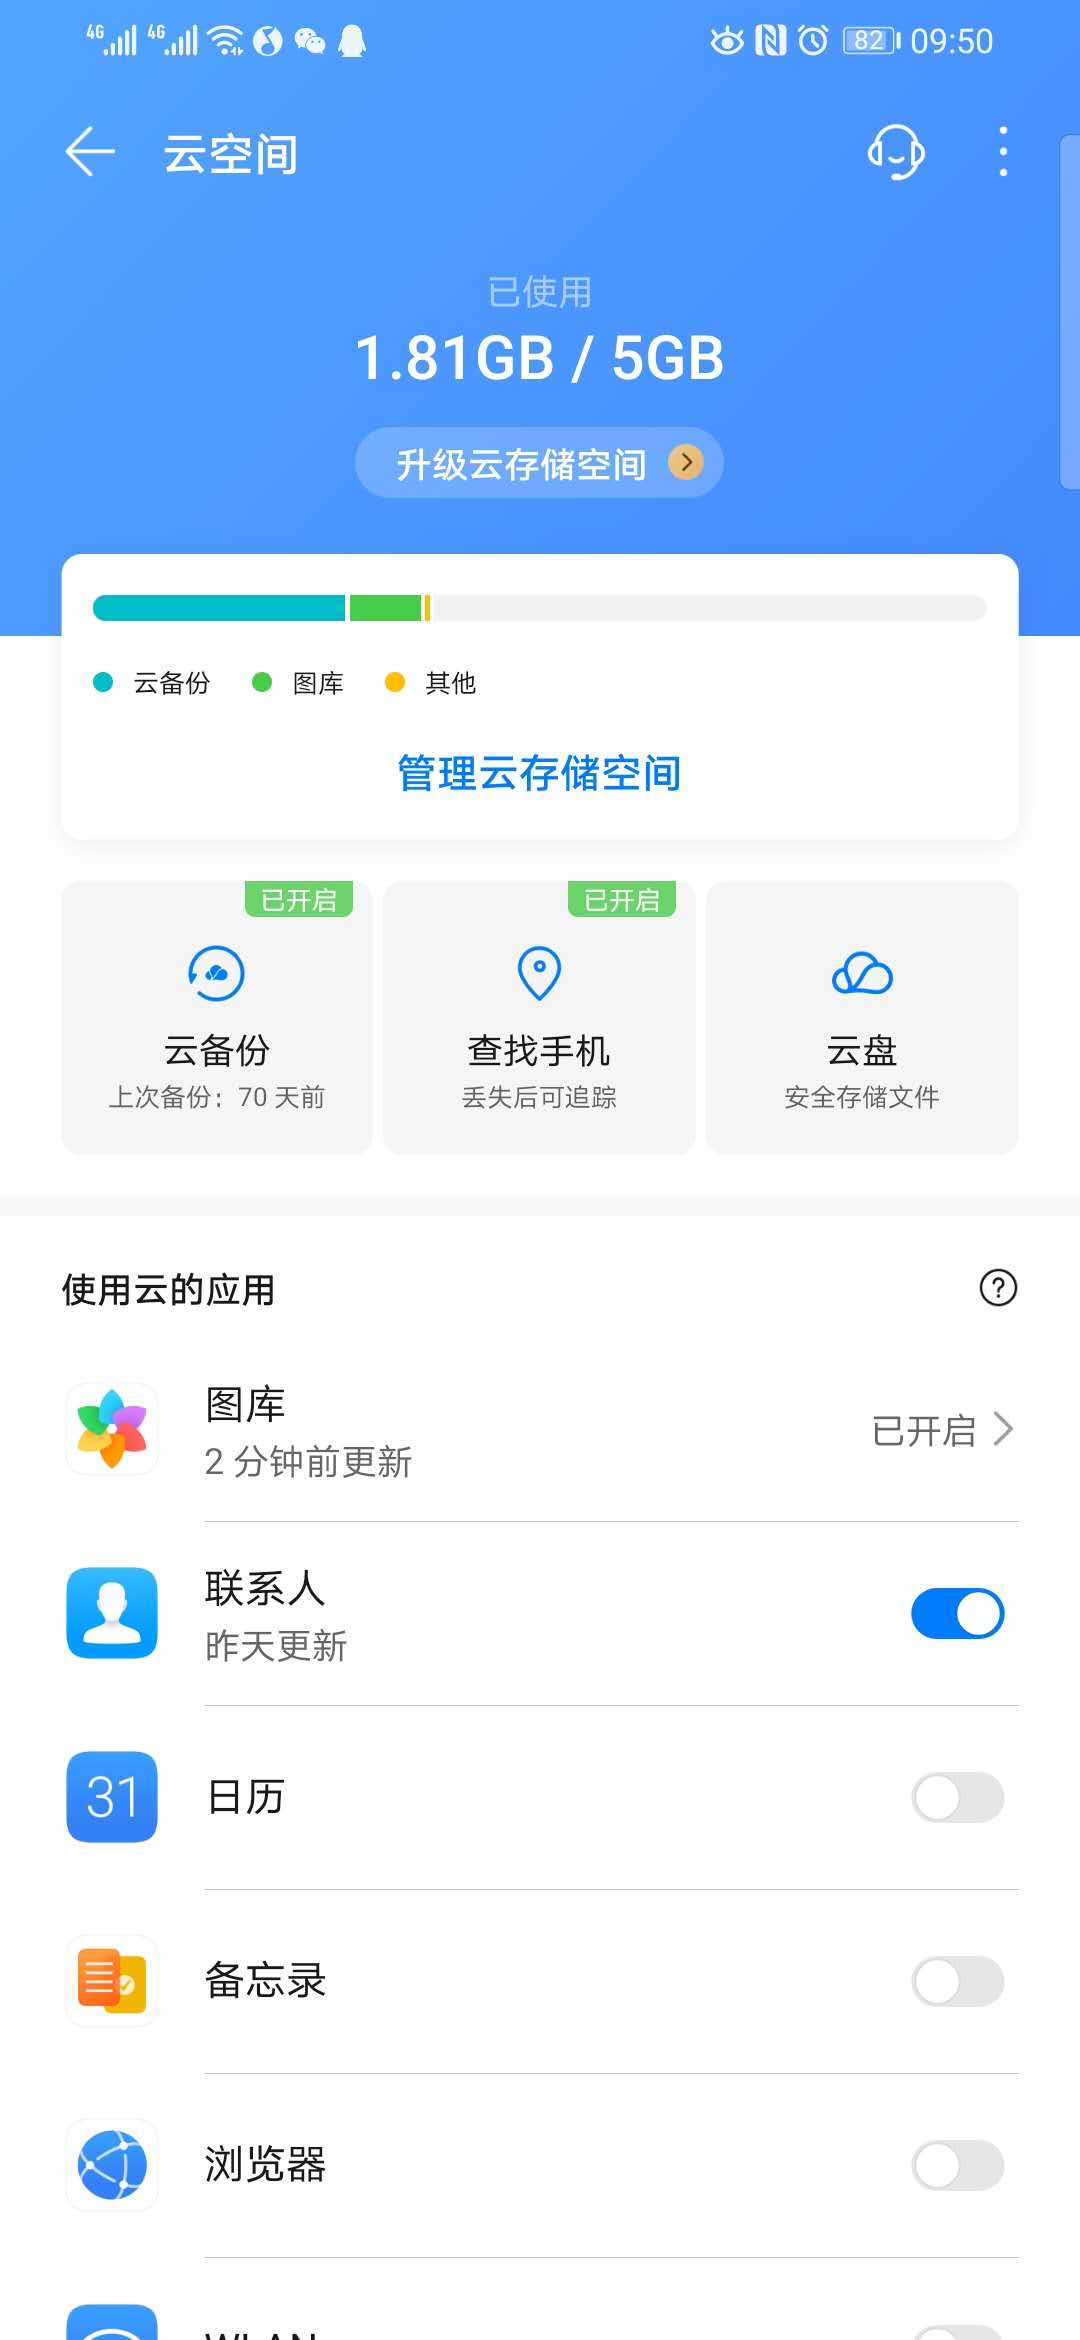 4G 4G 82 09:50
云空间
已使用
1.81GB / 5GB
升级云存储空间
云备份 图库 其他
管理云存储空间
已开启 已开启
云备份 查找手机 云盘
上次备份：70 天前 丢失后可追踪 安全存储文件
使用云的应用
图库
2 分钟前更新
已开启
联系人
昨天更新
31 日历
备忘录
浏览器
WLAN